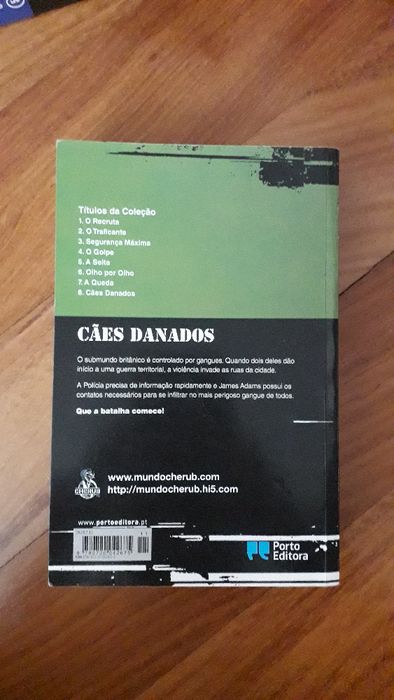 Títulos da Coleção
1. O Recruta
2. O Traficante
3. Segurança Máxima
4. O Golpe
5. A Seita
6. Olho por Olho
7. A Queda
8. Cães Danados
CÃES DANADOS
O submundo britânico é controlado por gangues. Quando dois deles dão
início a uma guerra territorial, a violência invade as ruas da cidade.
A Polícia precisa de informação rapidamente e James Adams possui os
contatos necessários para se infiltrar no mais perigoso gangue de todos.
Que a batalha comece!
CHERUB
www.mundocherub.com
http://mundocherub.hi5.com
www.portoeditora.pt
Porto
Editora